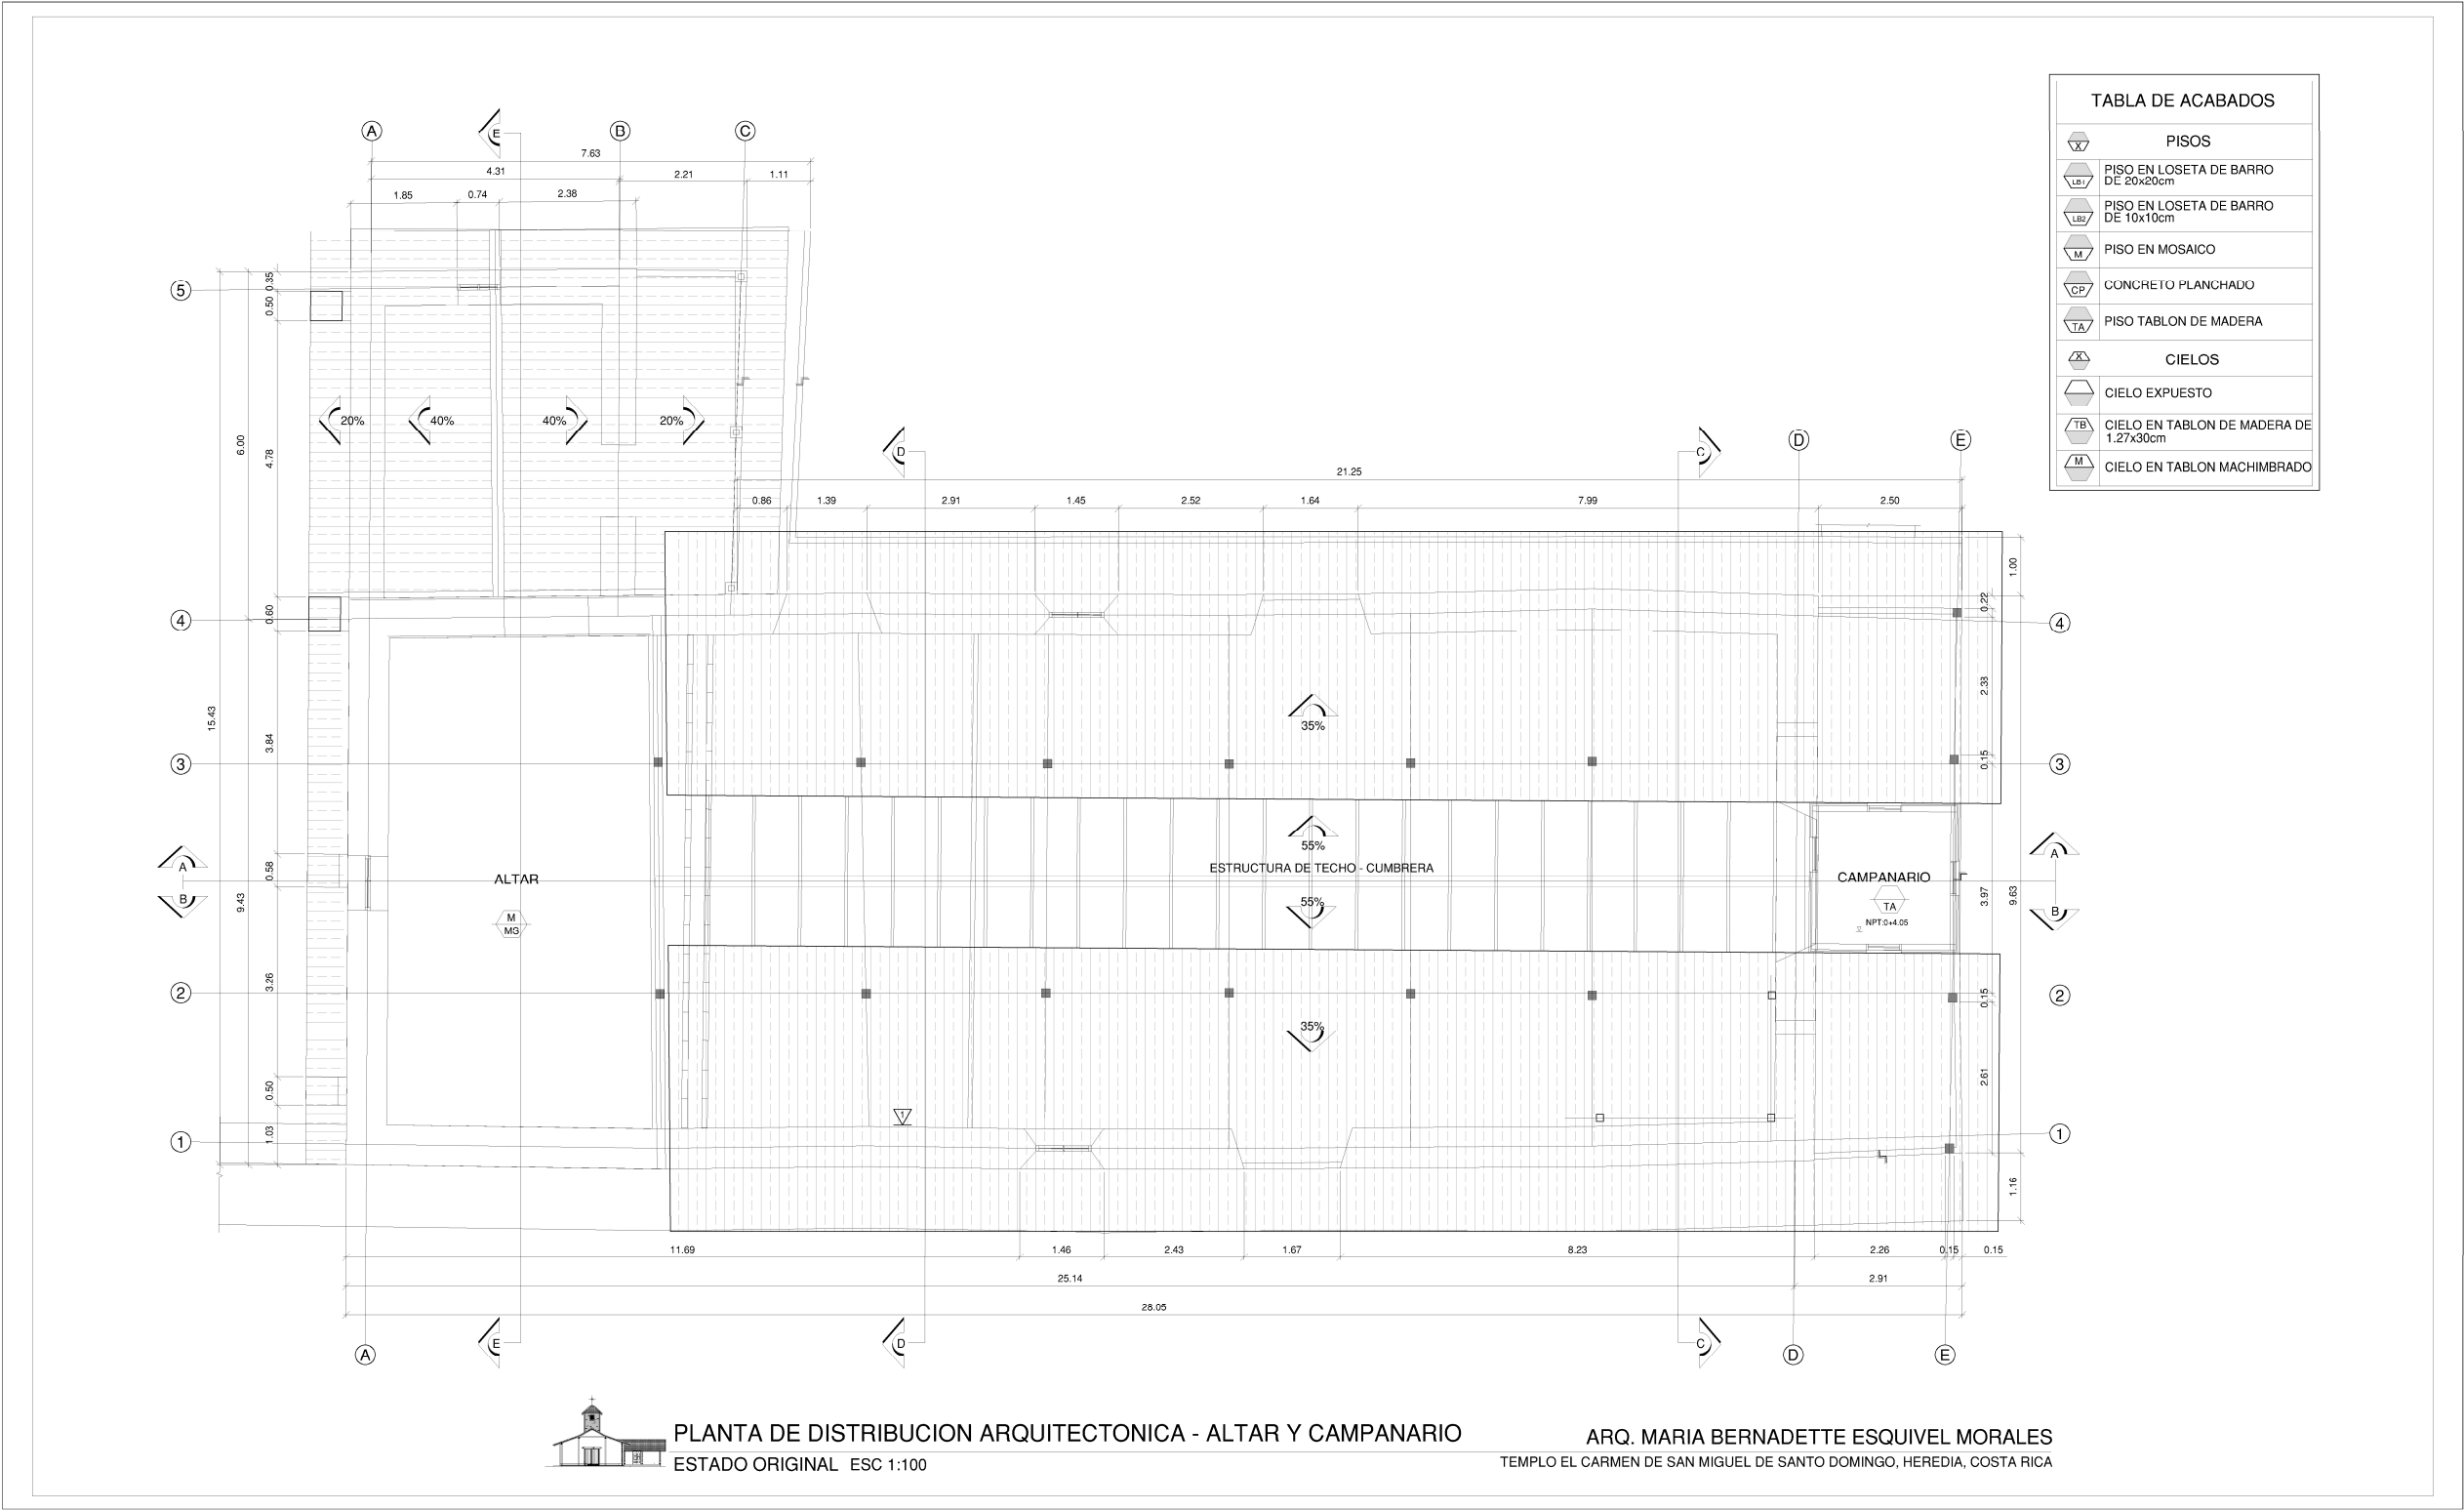 TABLA DE ACABADOS
X PISOS
LB1 PISO EN LOSETA DE BARRO
DE 20x20cm
LB2 PISO EN LOSETA DE BARRO
DE 10x10cm
M PISO EN MOSAICO
CP CONCRETO PLANCHADO
TA PISO TABLON DE MADERA
X CIELOS
CIELO EXPUESTO
TB CIELO EN TABLON DE MADERA DE
1.27x30cm
M CIELO EN TABLON MACHIMBRADO
A E B C
7.63
4.31 2.21 1.11
1.85 0.74 2.38
5
0.35
0.50
20% 40% 40% 20%
6.00
4.78
D C D E
21.25
0.86 1.39 2.91 1.45 2.52 1.64 7.99 2.50
1.00
0.22
0.60
4 4
2.33
15.43
3.84
35%
0.15
3 3
55%
A A
0.58
ESTRUCTURA DE TECHO - CUMBRERA
ALTAR
CAMPANARIO
B B
9.43
55%
3.97
9.63
TA
NPT:0+4.05
M
M3
3.26
2 2
0.15
35%
0.50
2.61
1
1.03
1 1
1.16
11.69 1.46 2.43 1.67 8.23 2.26 0.15 0.15
25.14 2.91
28.05
A E D C D E
PLANTA DE DISTRIBUCION ARQUITECTONICA - ALTAR Y CAMPANARIO
ESTADO ORIGINAL ESC 1:100
ARQ. MARIA BERNADETTE ESQUIVEL MORALES
TEMPLO EL CARMEN DE SAN MIGUEL DE SANTO DOMINGO, HEREDIA, COSTA RICA